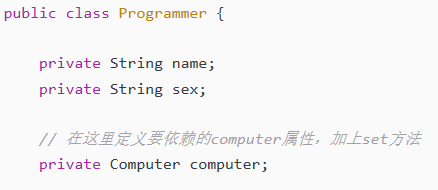 public class Programmer {
private String name;
private String sex;
// 在这里定义要依赖的computer属性，加上set方法
private Computer computer;